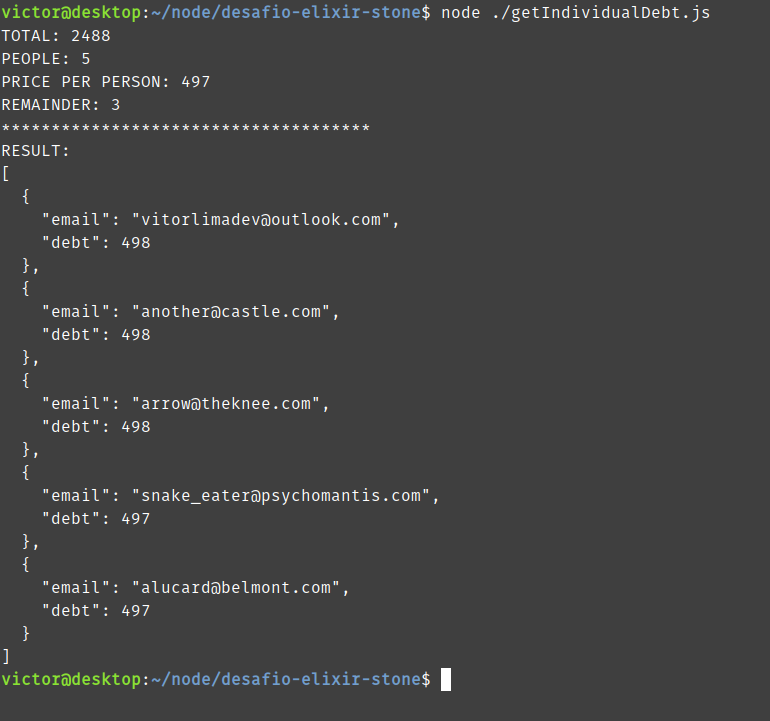 victor@desktop:~/node/desafio-elixir-stone$ node ./getIndividualDebt.js
TOTAL: 2488
PEOPLE: 5
PRICE PER PERSON: 497
REMAINDER: 3
*************************************
RESULT:
[
  {
    "email": "vitorlimadev@outlook.com",
    "debt": 498
  },
  {
    "email": "another@castle.com",
    "debt": 498
  },
  {
    "email": "arrow@theknee.com",
    "debt": 498
  },
  {
    "email": "snake_eater@psychomantis.com",
    "debt": 497
  },
  {
    "email": "alucard@belmont.com",
    "debt": 497
  }
]
victor@desktop:~/node/desafio-elixir-stone$